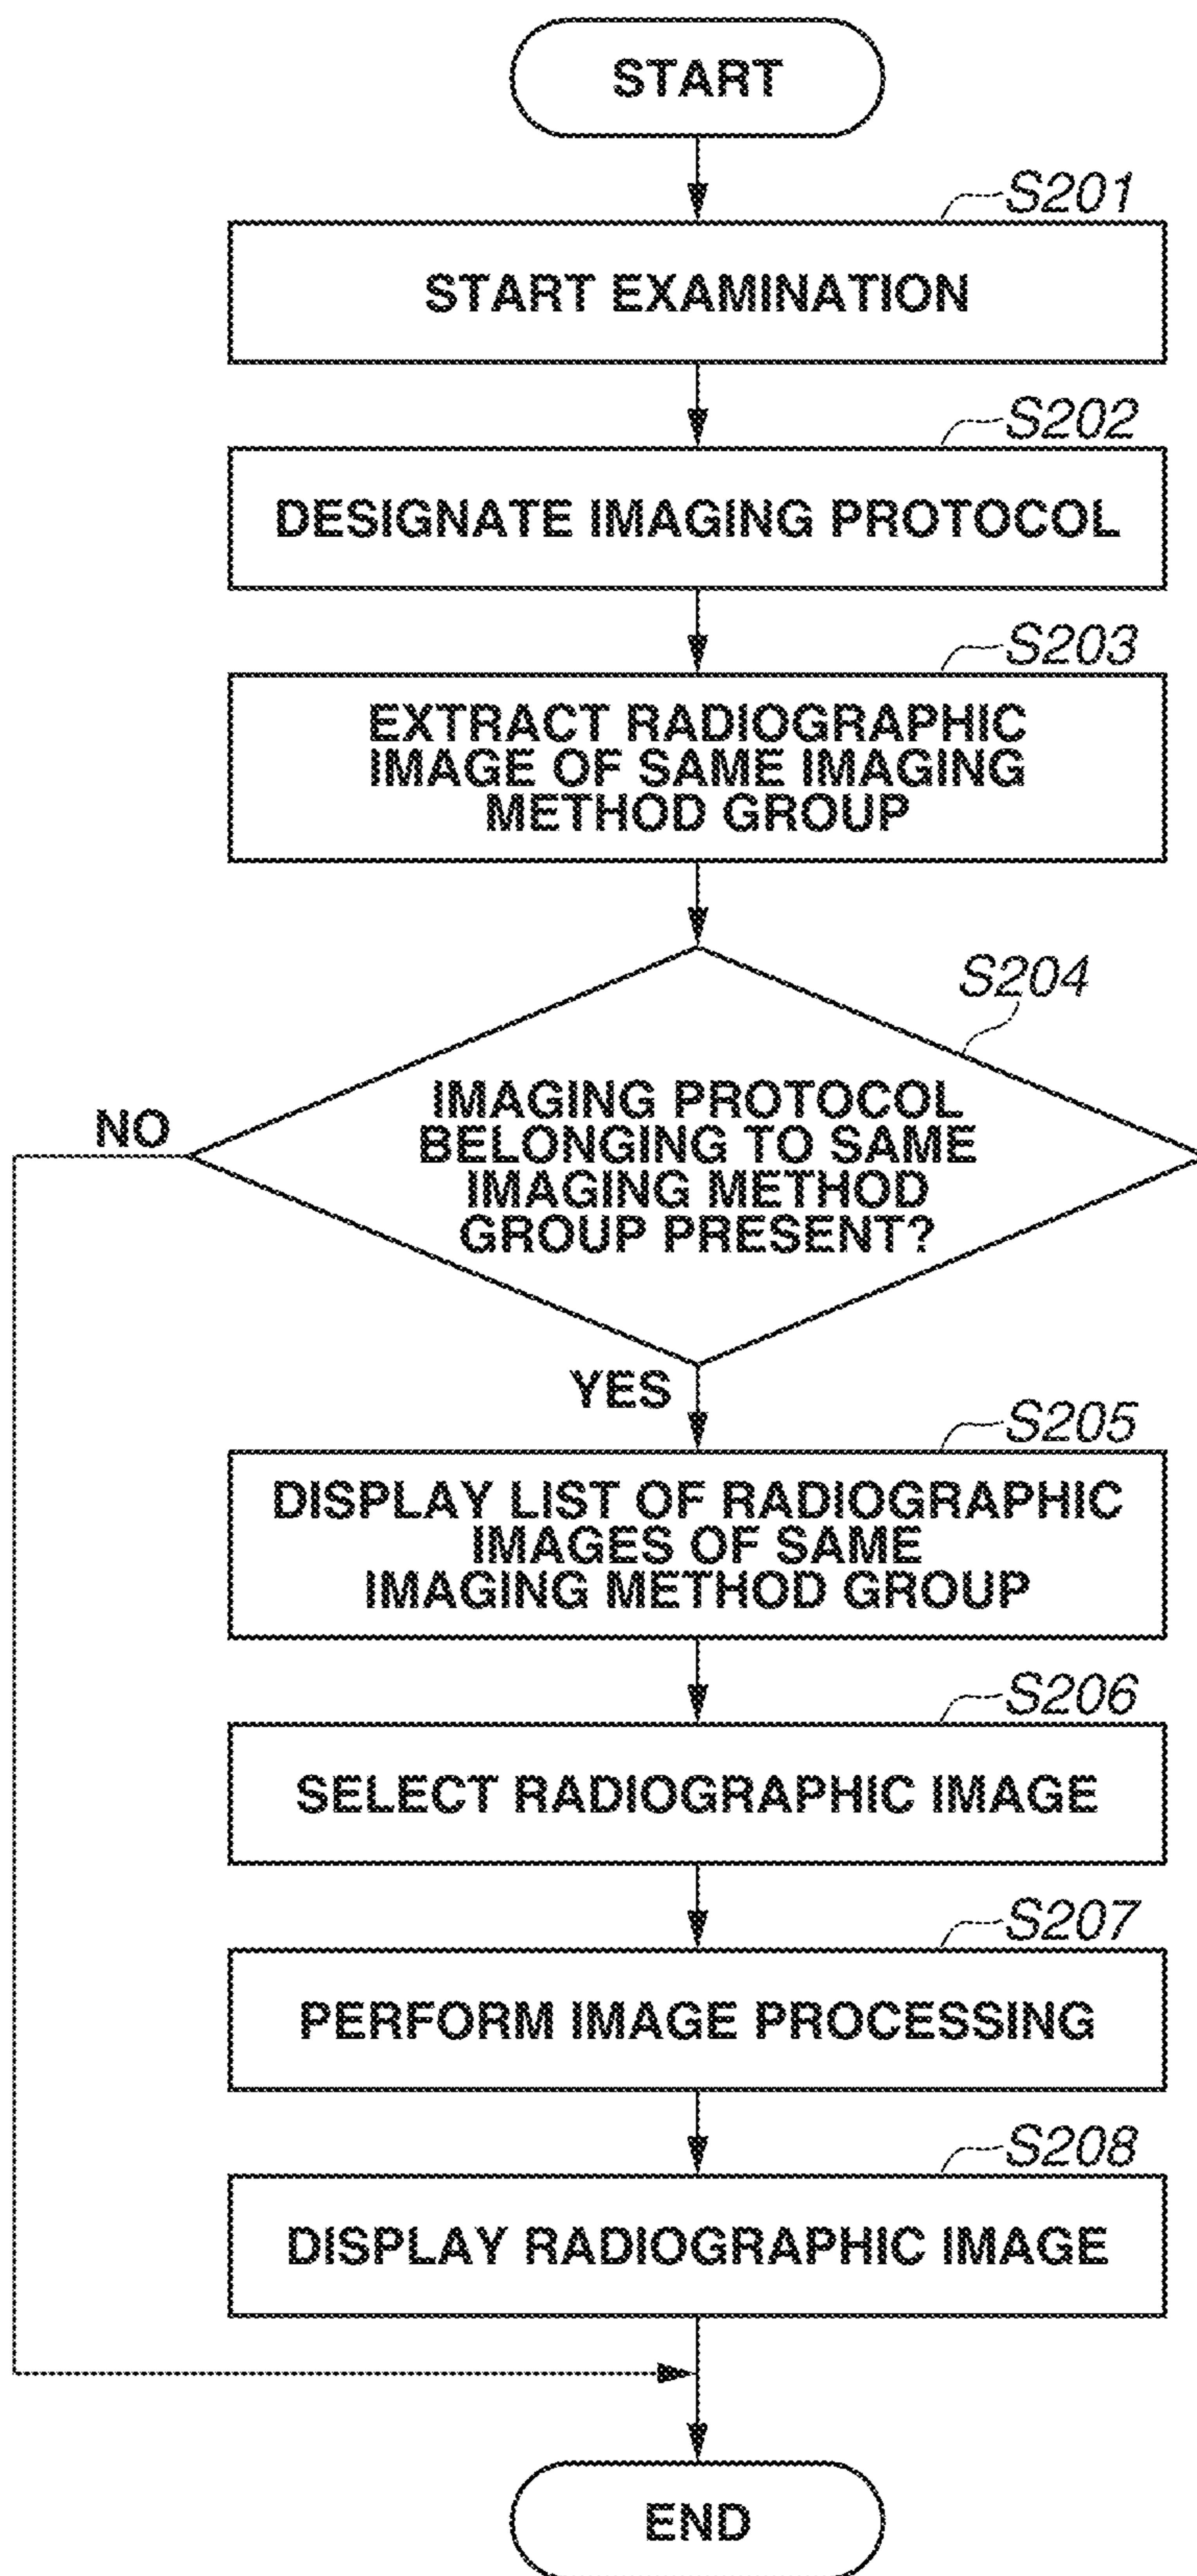 START
S201
START EXAMINATION
S202
DESIGNATE IMAGING PROTOCOL
S203
EXTRACT RADIOGRAPHIC
IMAGE OF SAME IMAGING
METHOD GROUP
S204
IMAGING PROTOCOL
BELONGING TO SAME
IMAGING METHOD
GROUP PRESENT?
NO
YES
S205
DISPLAY LIST OF RADIOGRAPHIC
IMAGES OF SAME
IMAGING METHOD GROUP
S206
SELECT RADIOGRAPHIC IMAGE
S207
PERFORM IMAGE PROCESSING
S208
DISPLAY RADIOGRAPHIC IMAGE
END